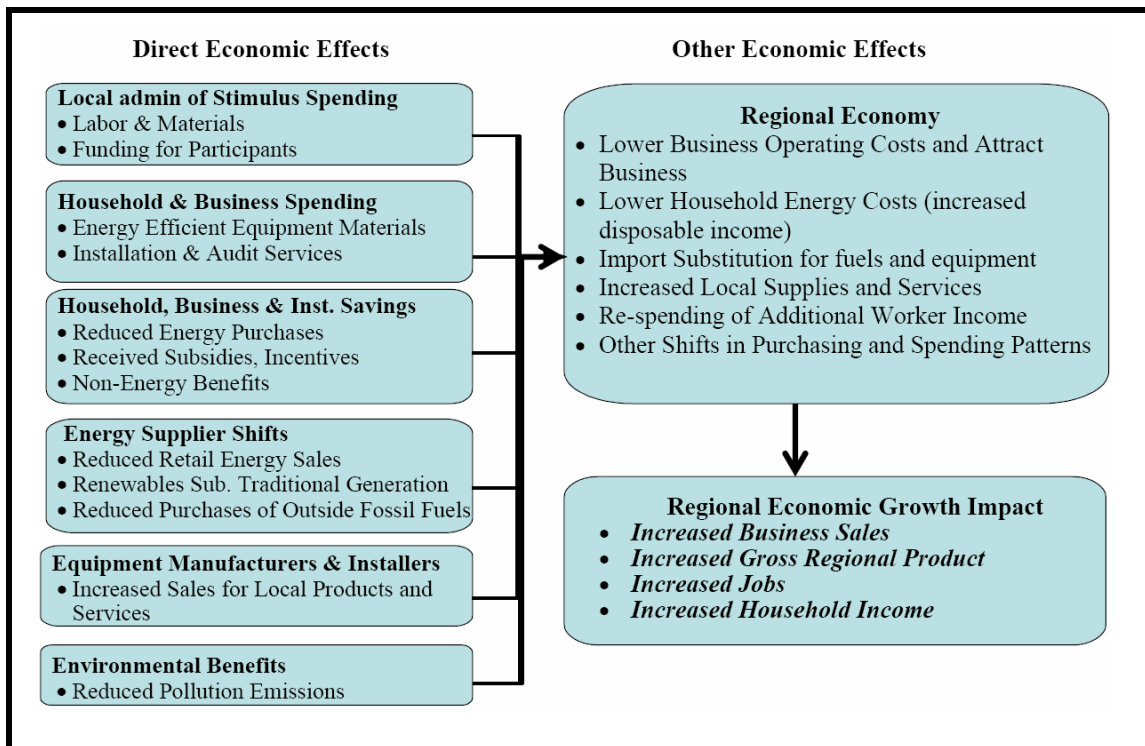 Direct Economic Effects
Local admin of Stimulus Spending
• Labor & Materials
• Funding for Participants
Household & Business Spending
• Energy Efficient Equipment Materials
• Installation & Audit Services
Household, Business & Inst. Savings
• Reduced Energy Purchases
• Received Subsidies, Incentives
• Non-Energy Benefits
Energy Supplier Shifts
• Reduced Retail Energy Sales
• Renewables Sub. Traditional Generation
• Reduced Purchases of Outside Fossil Fuels
Equipment Manufacturers & Installers
• Increased Sales for Local Products and
Services
Environmental Benefits
• Reduced Pollution Emissions
Other Economic Effects
Regional Economy
• Lower Business Operating Costs and Attract
Business
• Lower Household Energy Costs (increased
disposable income)
• Import Substitution for fuels and equipment
• Increased Local Supplies and Services
• Re-spending of Additional Worker Income
• Other Shifts in Purchasing and Spending Patterns
Regional Economic Growth Impact
• Increased Business Sales
• Increased Gross Regional Product
• Increased Jobs
• Increased Household Income